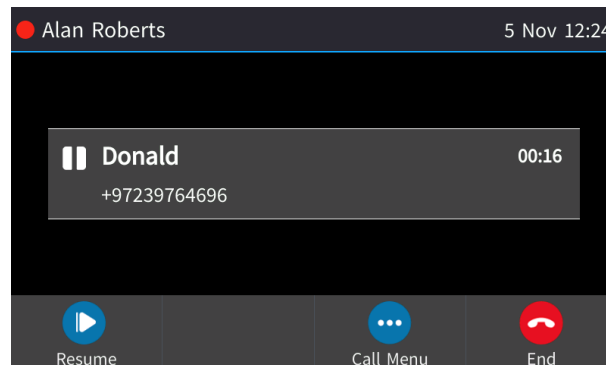 Alan Roberts 5 Nov 12:24
Donald 00:16
+97239764696
Resume Call Menu End